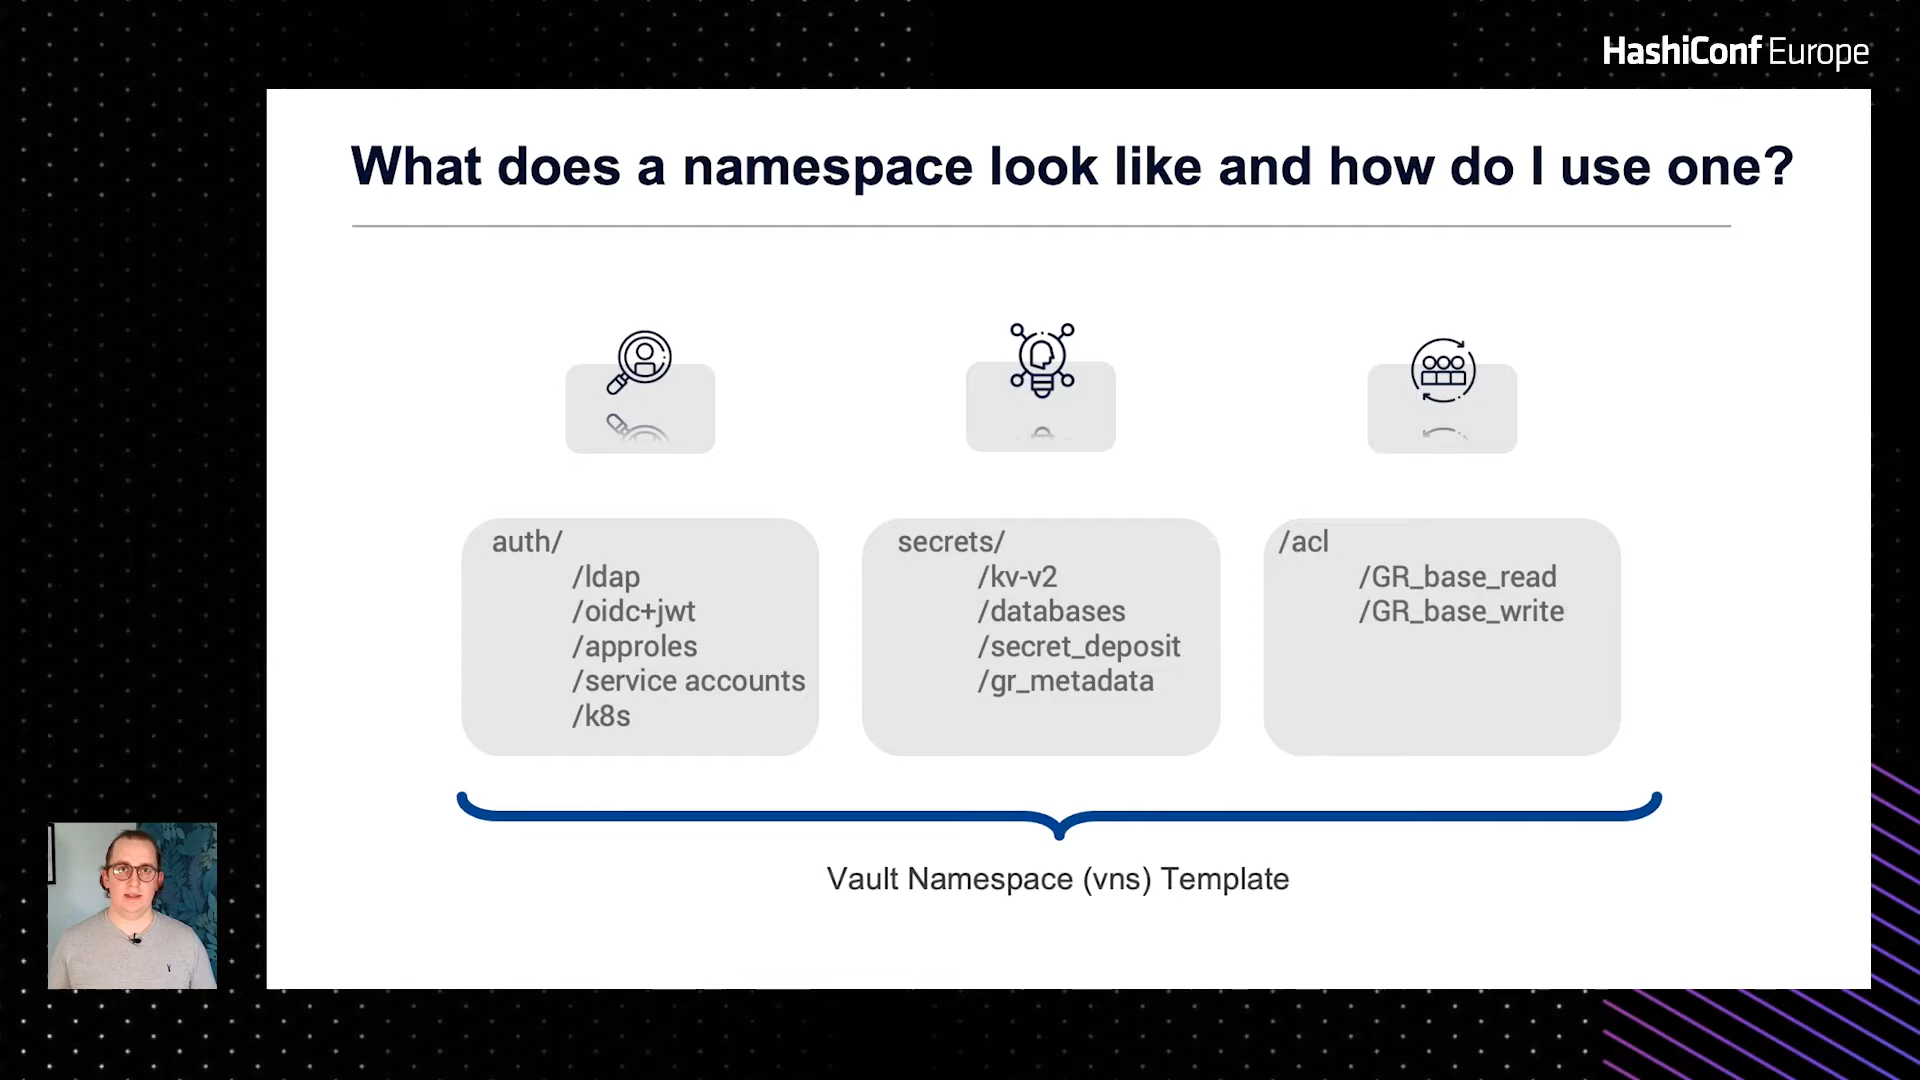 HashiConf Europe
What does a namespace look like and how do I use one?
auth/
/ldap
/oidc+jwt
/approles
/service accounts
/k8s
secrets/
/kv-v2
/databases
/secret_deposit
/gr_metadata
/acl
/GR_base_read
/GR_base_write
Vault Namespace (vns) Template